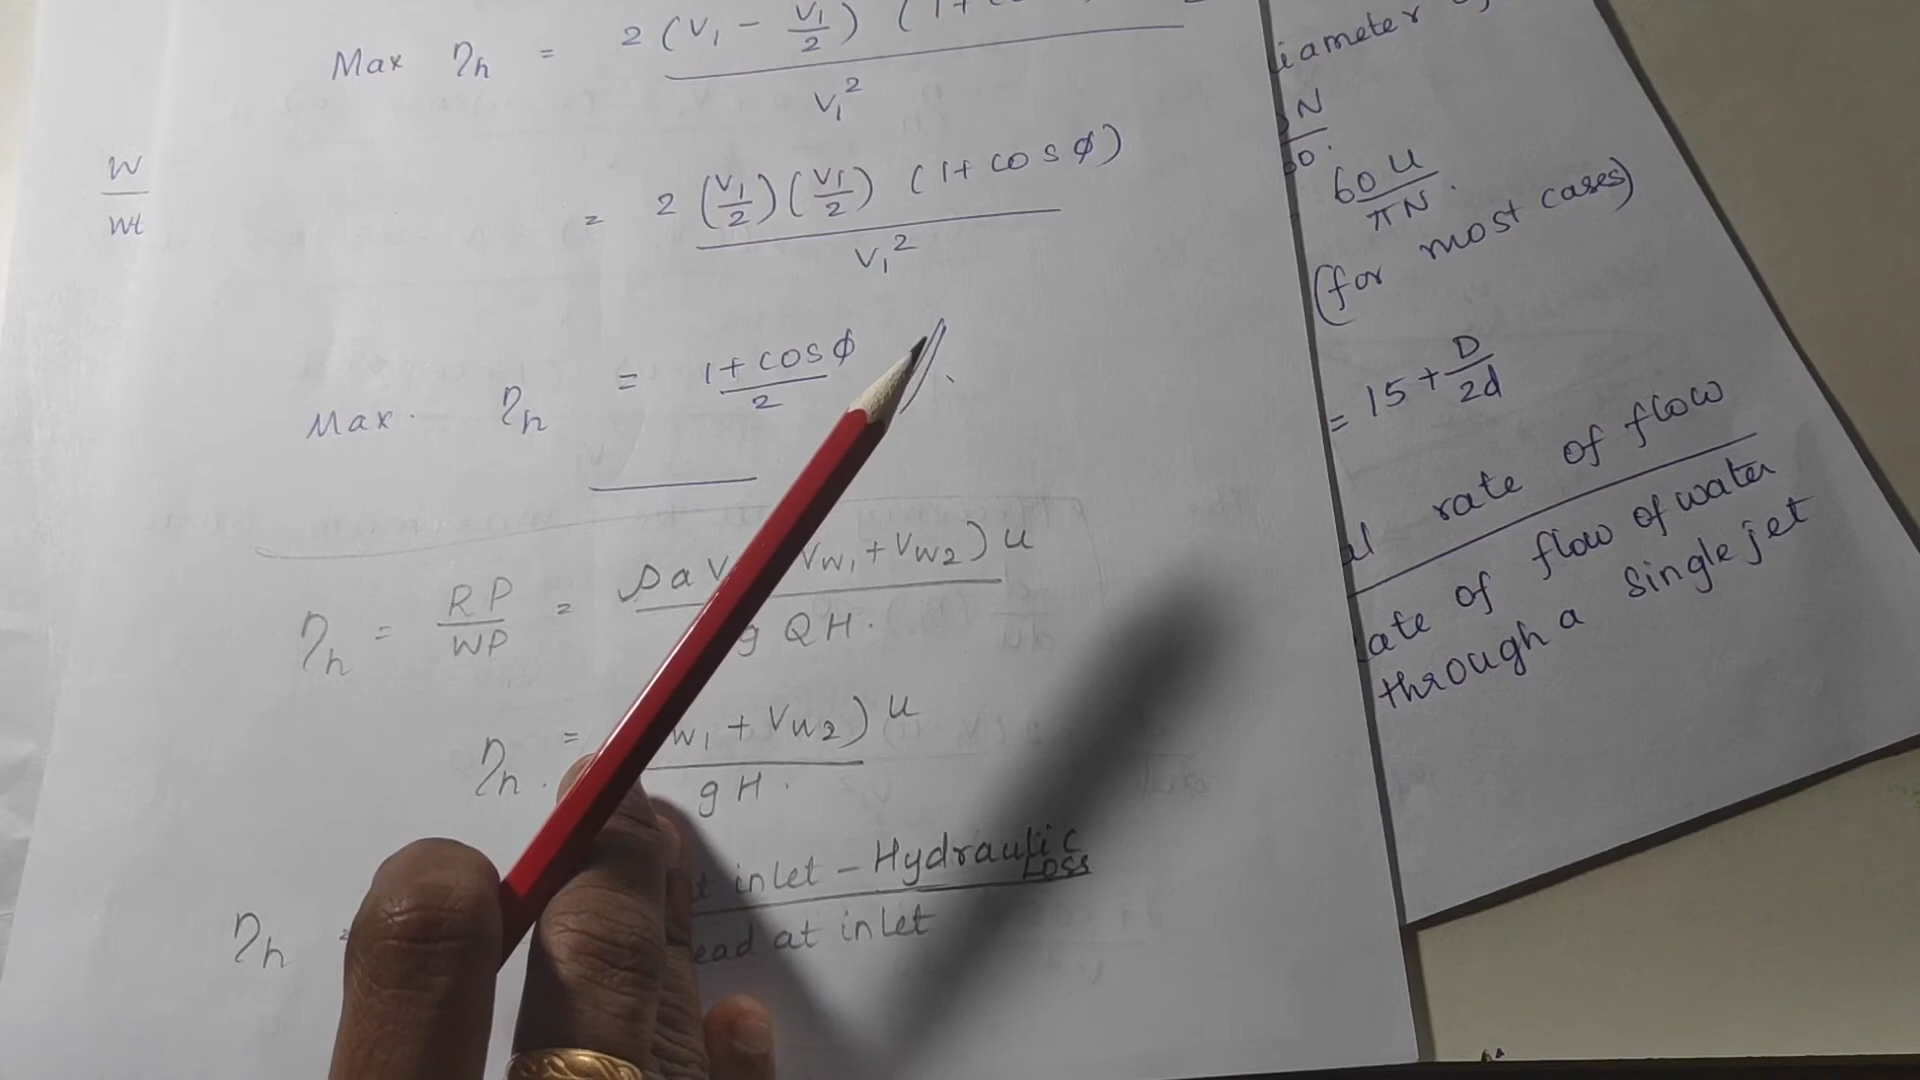 Max ηh = 2 (V1 - V1/2) (1+
V1²
W/Wt
= 2 (V1/2) (V1/2) (1+ cos φ)
V1²
Max. ηh = 1+cosφ / 2
ηh = RP/WP = ρ a V Vw1 + Vw2) u
g QH.
ηh. = w1 + Vw2) u
gH.
ηh = t inlet - Hydraulic Loss
ead at inlet
iameter
N
60 u / πN.
(for most cases)
= 15 + D/2d
al rate of flow
ate of flow of water
through a single jet